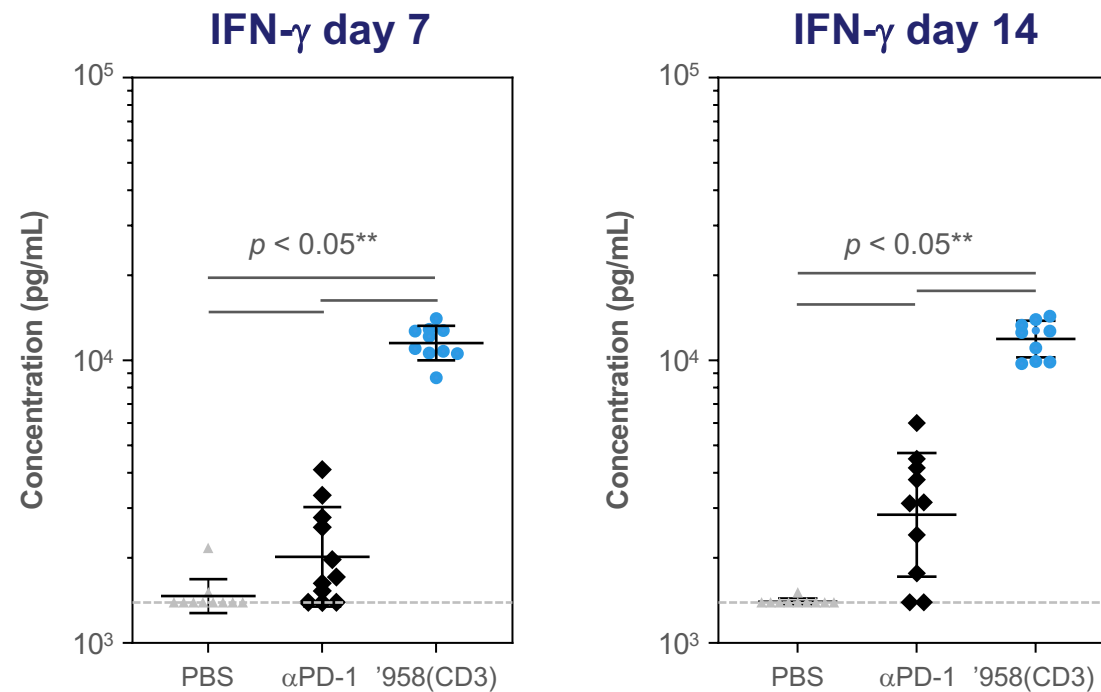 IFN-γ day 7
Concentration (pg/mL)
10⁵
10⁴
10³
p < 0.05**
PBS
αPD-1
’958(CD3)
IFN-γ day 14
Concentration (pg/mL)
10⁵
10⁴
10³
p < 0.05**
PBS
αPD-1
’958(CD3)